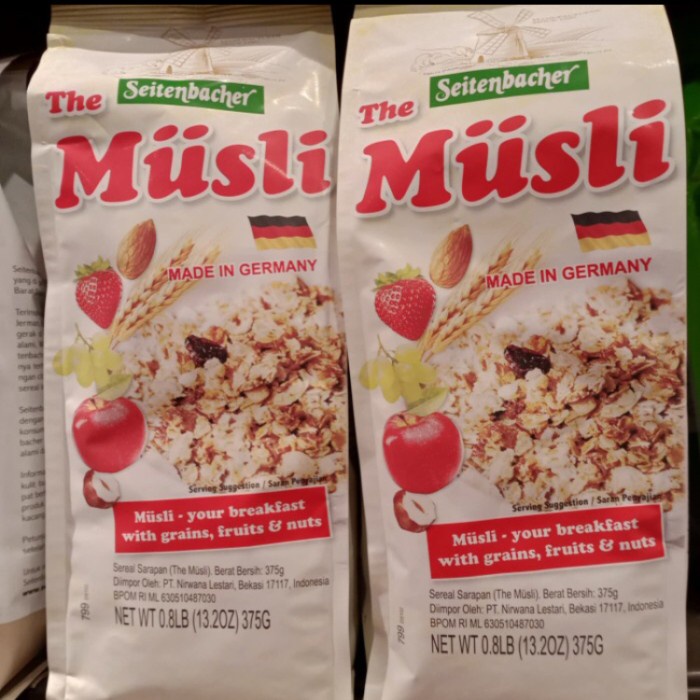 Seitenbacher
The
Müsli
MADE IN GERMANY
Serving Suggestion / Saran Penyajian
Müsli - your breakfast
with grains, fruits & nuts
Sereal Sarapan (The Müsli). Berat Bersih: 375g
Diimpor Oleh: PT. Nirwana Lestari, Bekasi 17117, Indonesia
BPOM RI ML 630510487030
NET WT 0.8LB (13.2OZ) 375G
799
Seitenbacher
The
Müsli
MADE IN GERMANY
Serving Suggestion / Saran Penyajian
Müsli - your breakfast
with grains, fruits & nuts
Sereal Sarapan (The Müsli). Berat Bersih: 375g
Diimpor Oleh: PT. Nirwana Lestari, Bekasi 17117, Indonesia
BPOM RI ML 630510487030
NET WT 0.8LB (13.2OZ) 375G
799